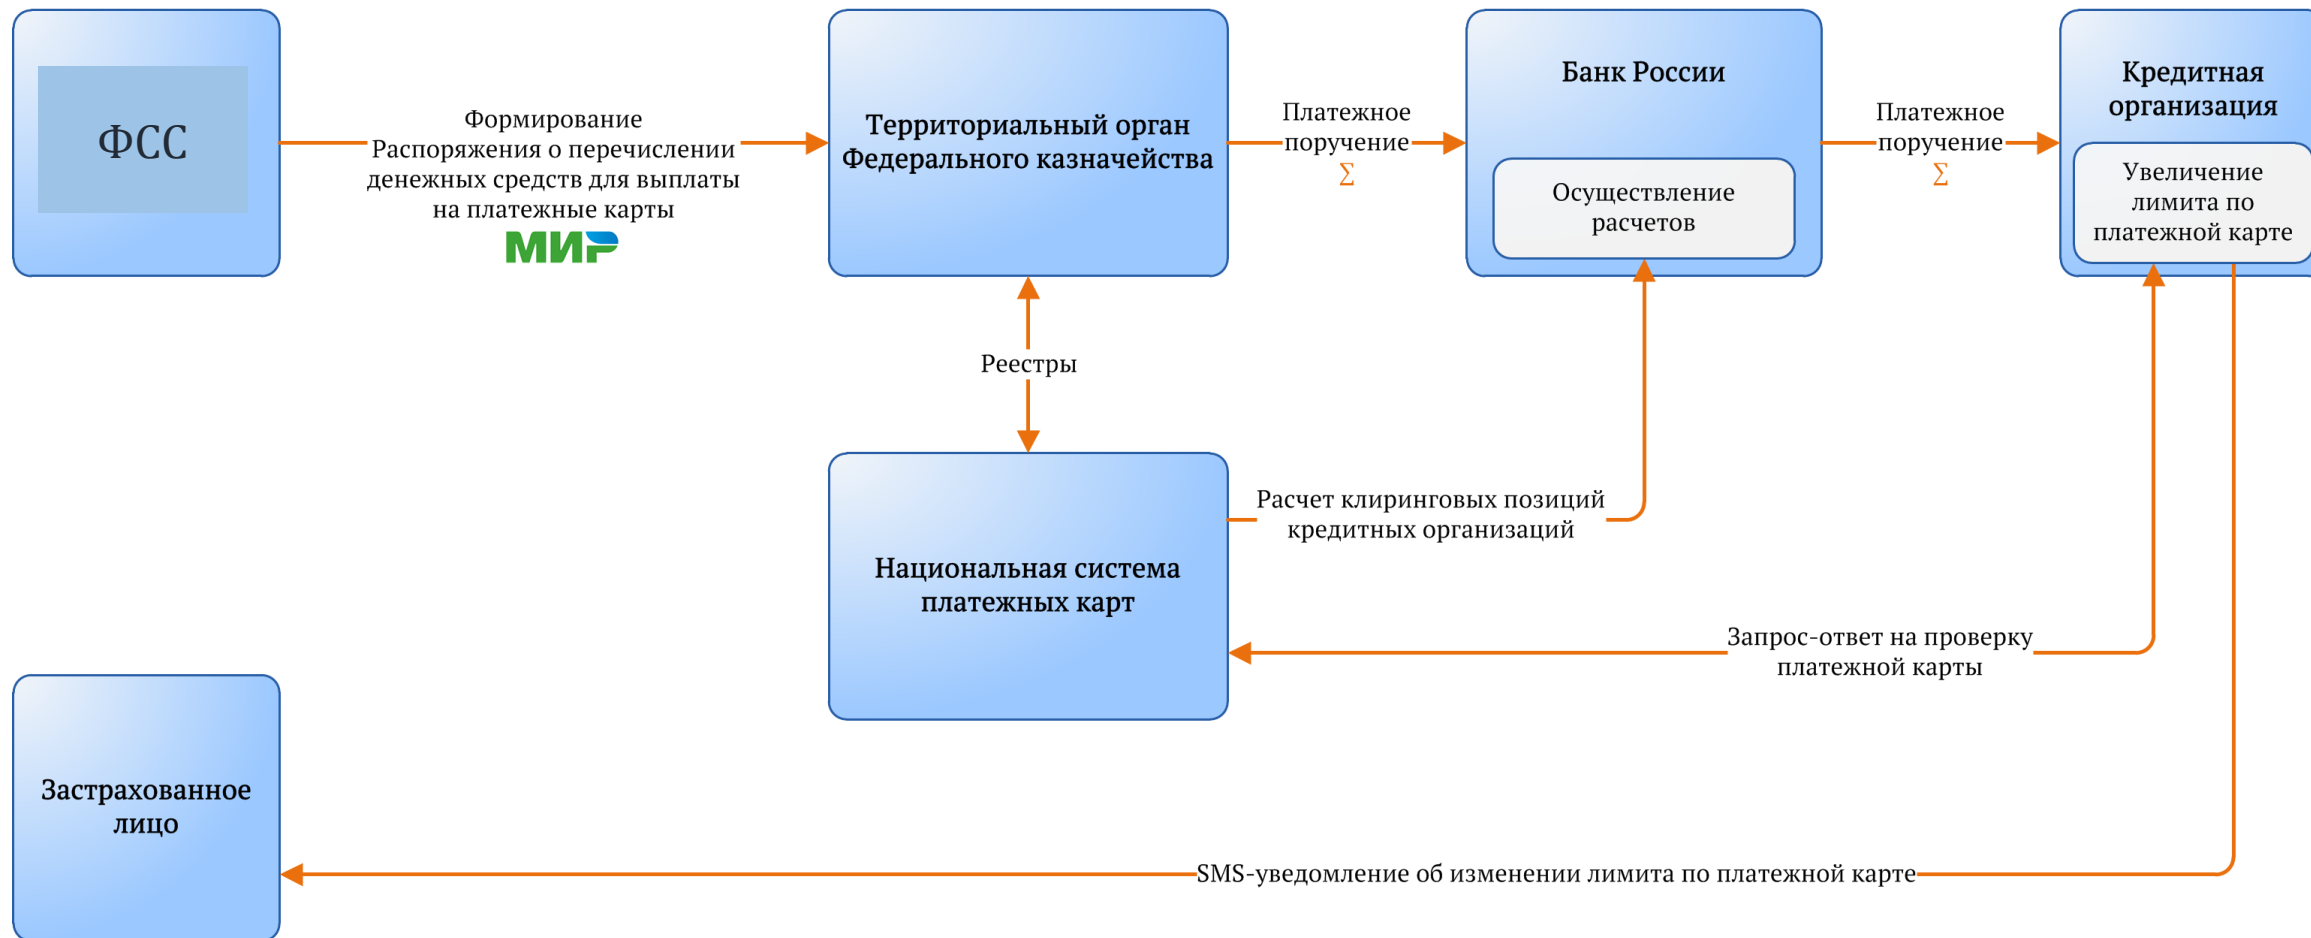 ФСС
Формирование
Распоряжения о перечислении
денежных средств для выплаты
на платежные карты
МИР
Территориальный орган
Федерального казначейства
Платежное
поручение
∑
Банк России
Осуществление
расчетов
Платежное
поручение
∑
Кредитная
организация
Увеличение
лимита по
платежной карте
Реестры
Национальная система
платежных карт
Расчет клиринговых позиций
кредитных организаций
Запрос-ответ на проверку
платежной карты
Застрахованное
лицо
SMS-уведомление об изменении лимита по платежной карте